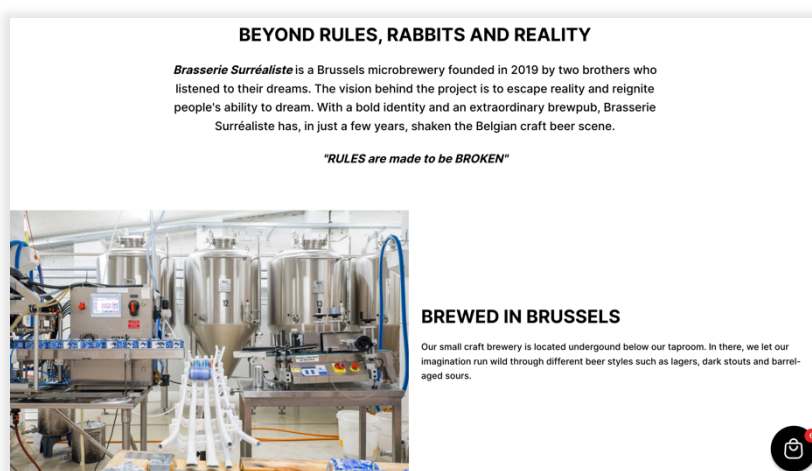 BEYOND RULES, RABBITS AND REALITY
Brasserie Surréaliste is a Brussels microbrewery founded in 2019 by two brothers who
listened to their dreams. The vision behind the project is to escape reality and reignite
people's ability to dream. With a bold identity and an extraordinary brewpub, Brasserie
Surréaliste has, in just a few years, shaken the Belgian craft beer scene.
"RULES are made to be BROKEN"
12
13
BREWED IN BRUSSELS
Our small craft brewery is located undergound below our taproom. In there, we let our
imagination run wild through different beer styles such as lagers, dark stouts and barrel-
aged sours.